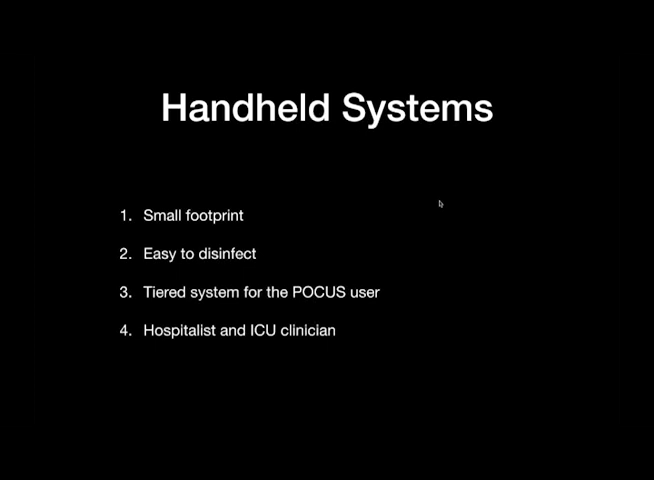 Handheld Systems
1. Small footprint
2. Easy to disinfect
3. Tiered system for the POCUS user
4. Hospitalist and ICU clinician